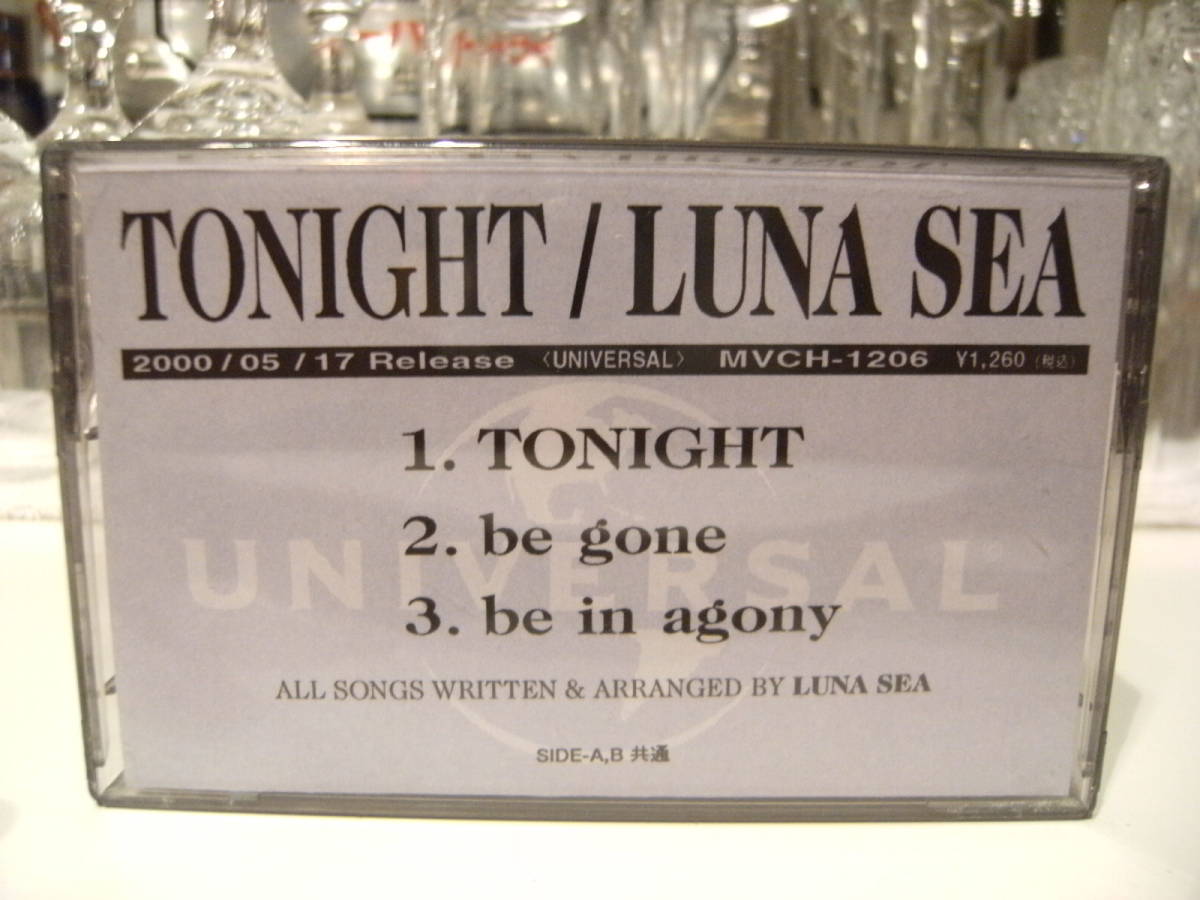 TONIGHT / LUNA SEA
2000/05/17 Release 〈UNIVERSAL〉 MVCH-1206 ¥1,260(税込)
1. TONIGHT
2. be gone
UNIVERSAL
3. be in agony
ALL SONGS WRITTEN & ARRANGED BY LUNA SEA
SIDE-A,B 共通